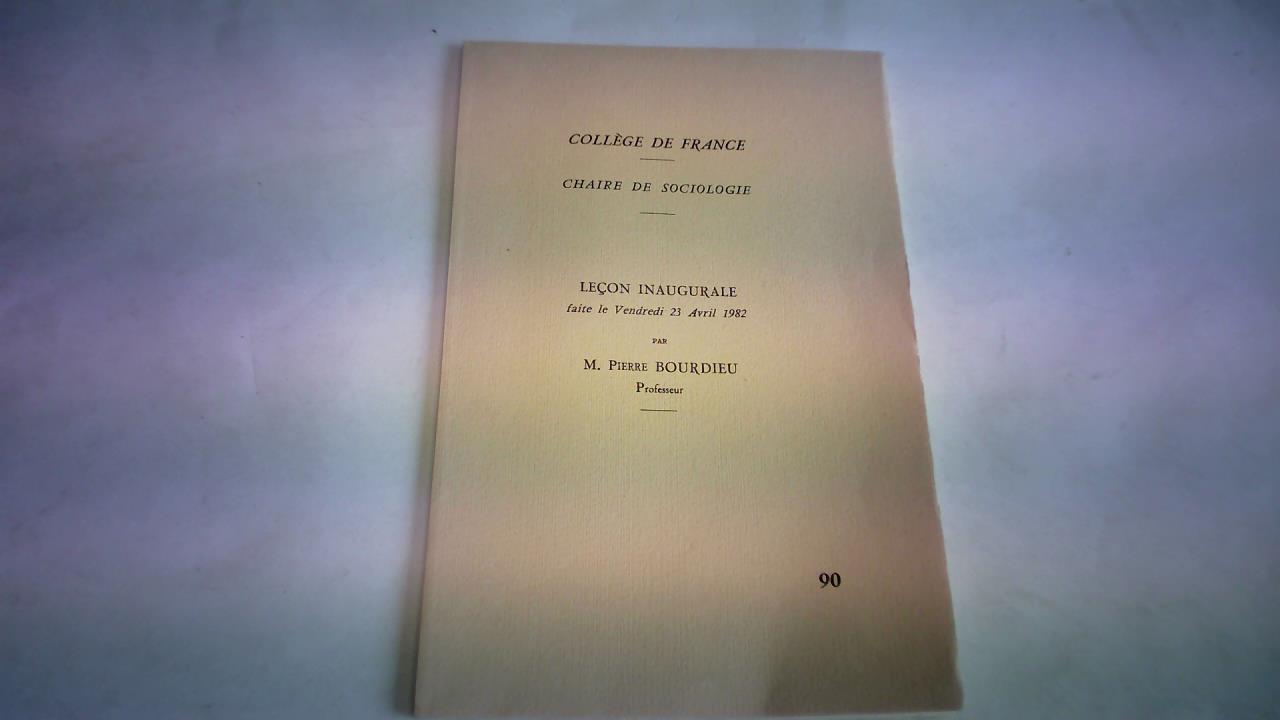 COLLÈGE DE FRANCE
CHAIRE DE SOCIOLOGIE
LEÇON INAUGURALE
faite le Vendredi 23 Avril 1982
PAR
M. PIERRE BOURDIEU
Professeur
90